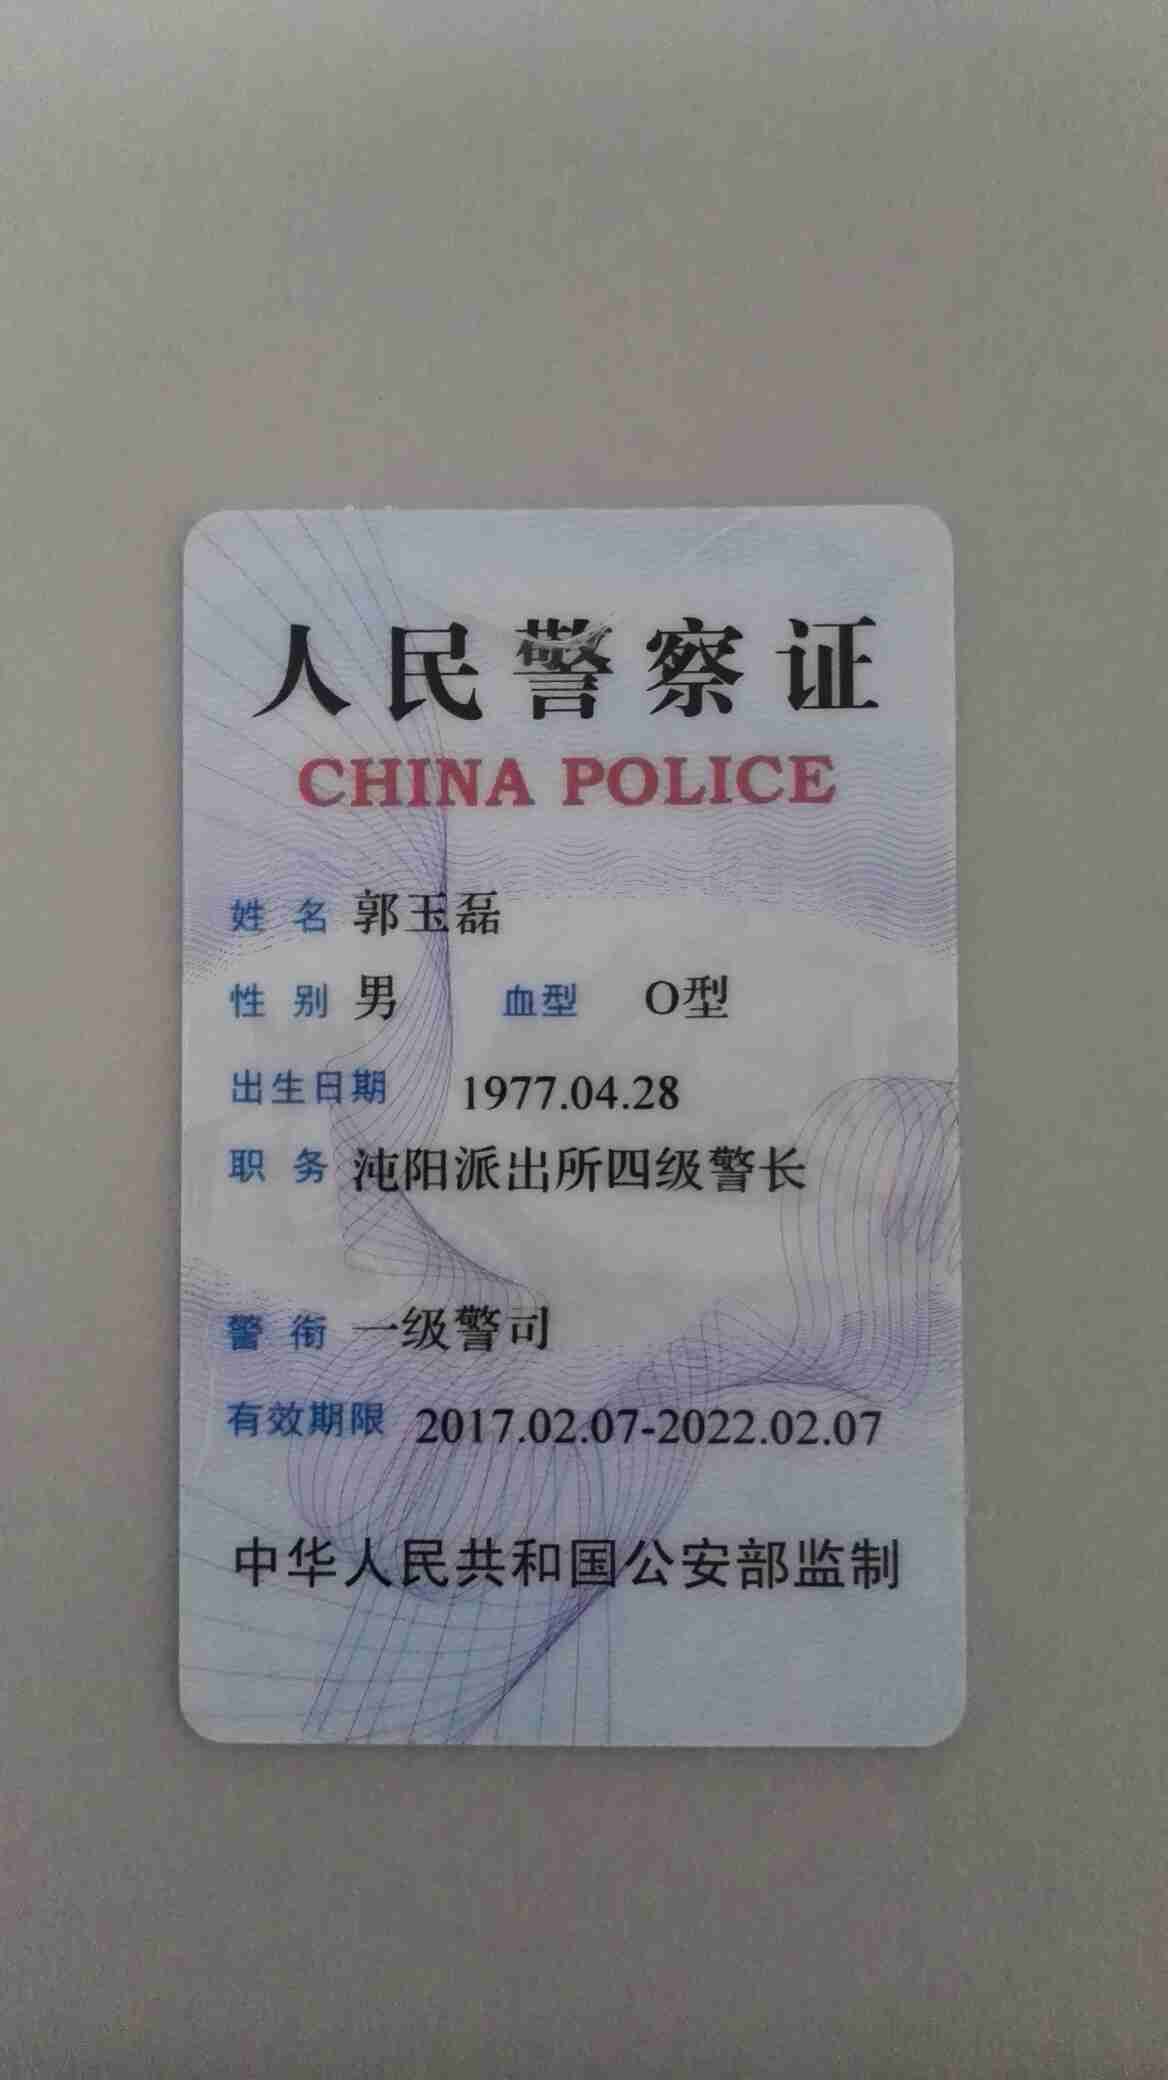 人民警察证
CHINA POLICE
姓 名 郭玉磊
性 别 男 血型 O型
出生日期 1977.04.28
职 务 沌阳派出所四级警长
警 衔 一级警司
有效期限 2017.02.07-2022.02.07
中华人民共和国公安部监制